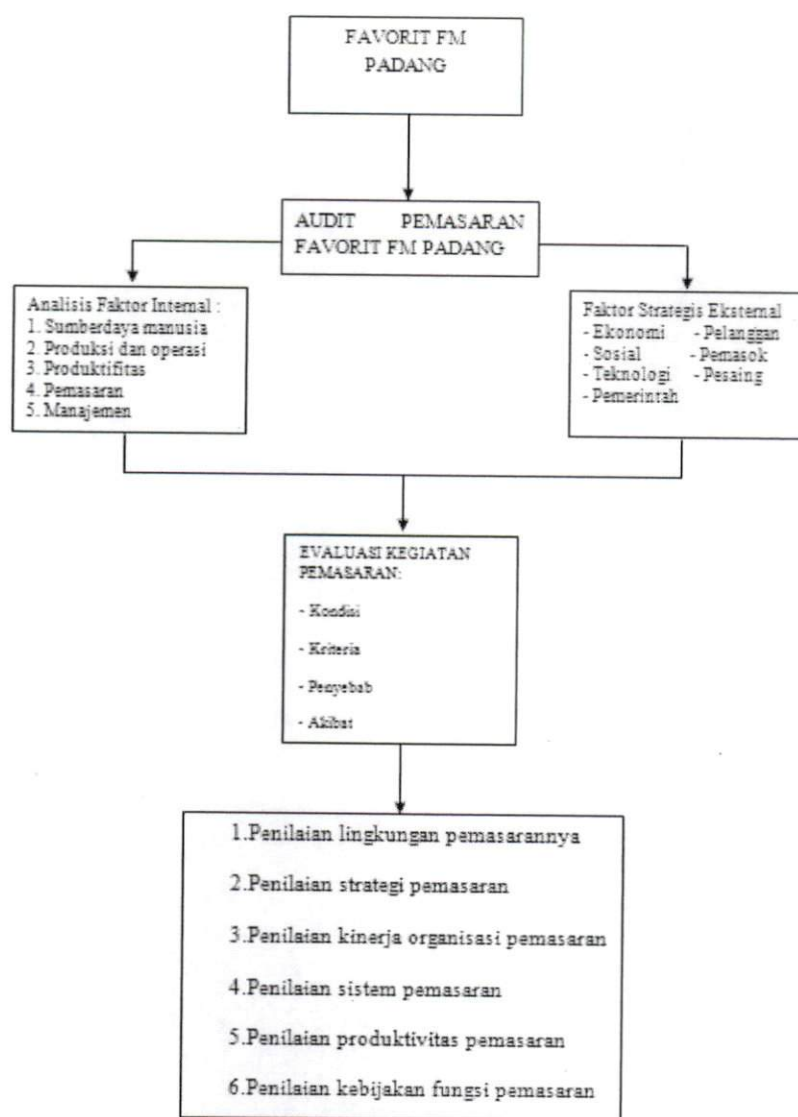 FAVORIT FM
PADANG
AUDIT PEMASARAN
FAVORIT FM PADANG
Analisis Faktor Internal :
1. Sumberdaya manusia
2. Produksi dan operasi
3. Produktifitas
4. Pemasaran
5. Manajemen
Faktor Strategis Eksternal
- Ekonomi - Pelanggan
- Sosial - Pemasok
- Teknologi - Pesaing
- Pemerintah
EVALUASI KEGIATAN
PEMASARAN:
- Kondisi
- Kriteria
- Penyebab
- Akibat
1.Penilaian lingkungan pemasarannya
2.Penilaian strategi pemasaran
3.Penilaian kinerja organisasi pemasaran
4.Penilaian sistem pemasaran
5.Penilaian produktivitas pemasaran
6.Penilaian kebijakan fungsi pemasaran